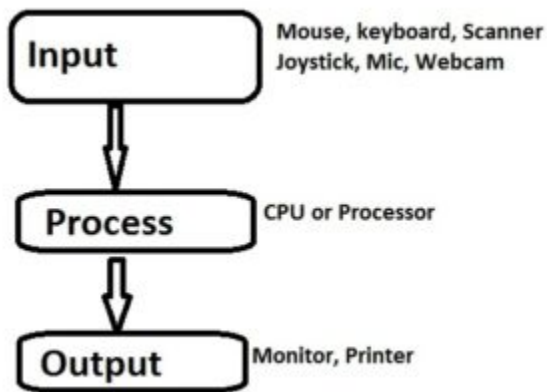 Input
Mouse, keyboard, Scanner
Joystick, Mic, Webcam
Process
CPU or Processor
Output
Monitor, Printer